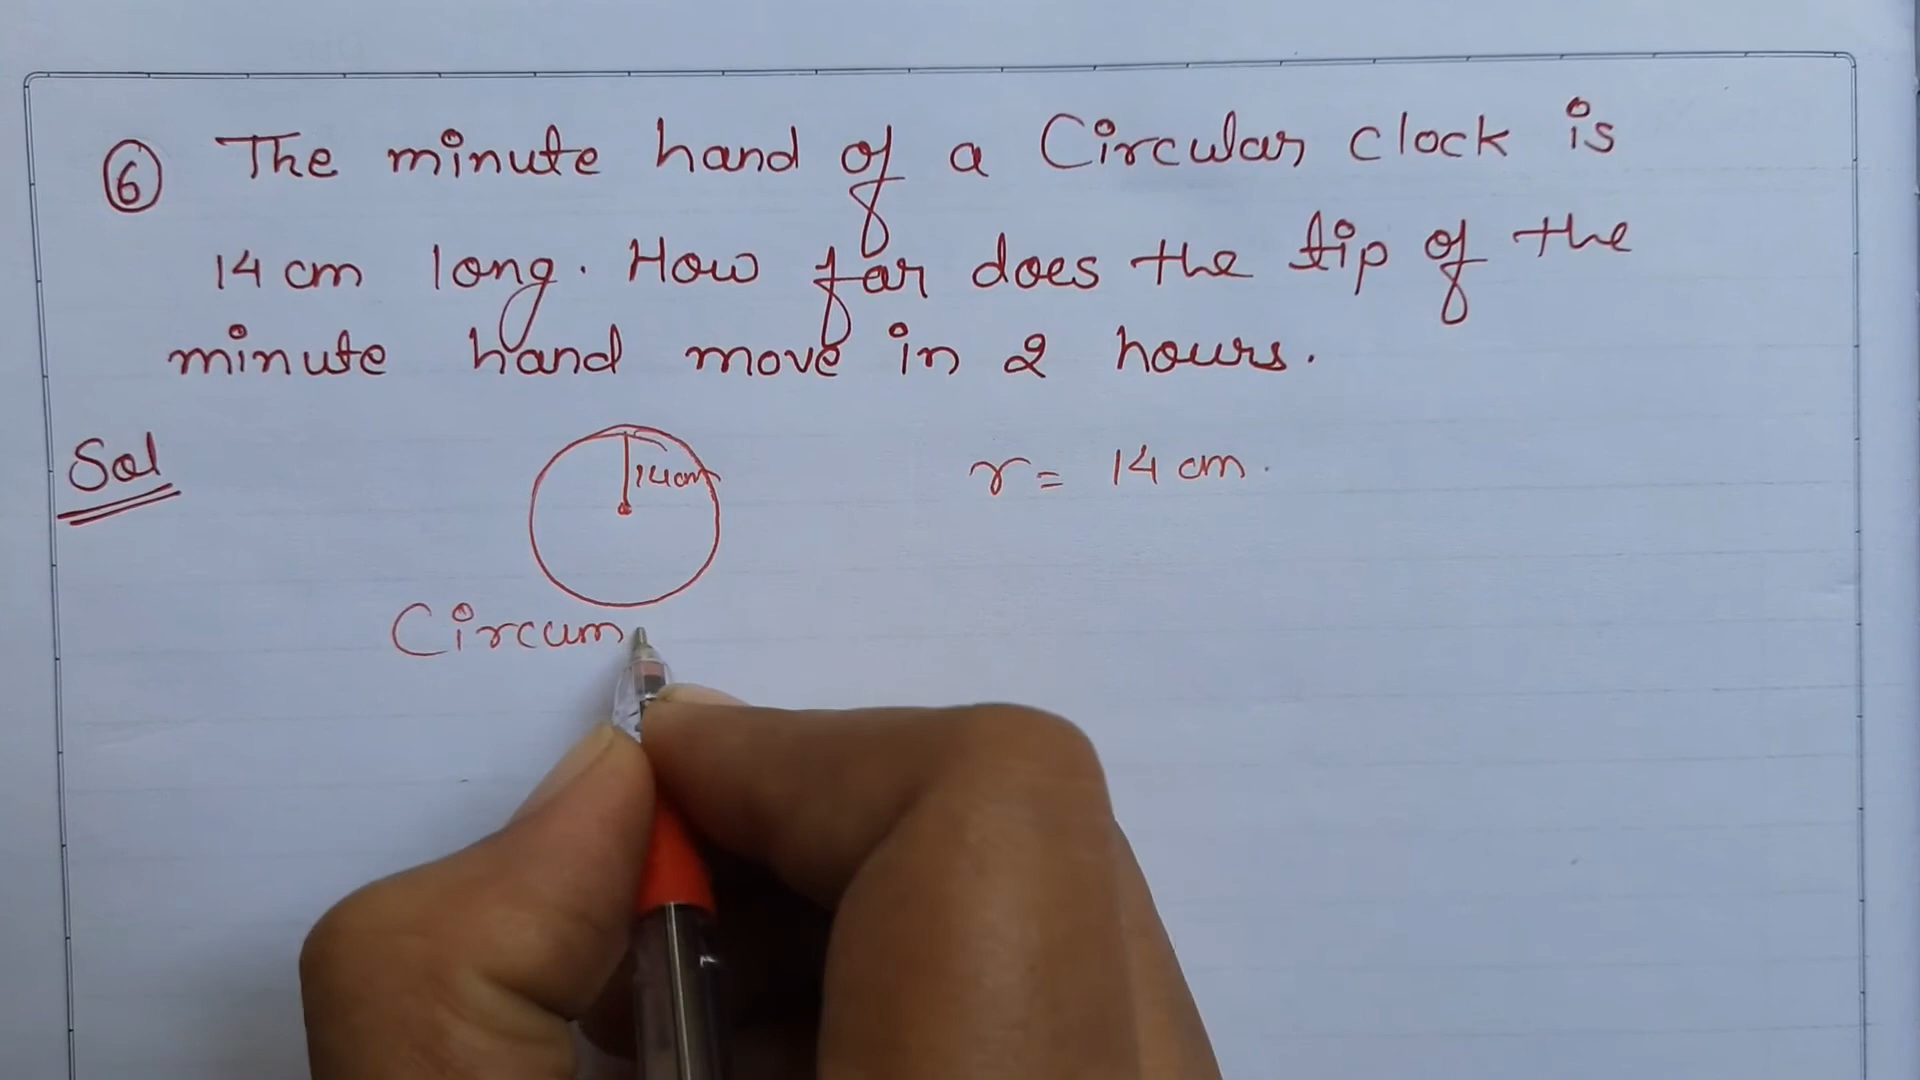 6 The minute hand of a Circular clock is
14 cm long. How far does the tip of the
minute hand move in 2 hours.
Sol
14cm
r = 14 cm.
Circum